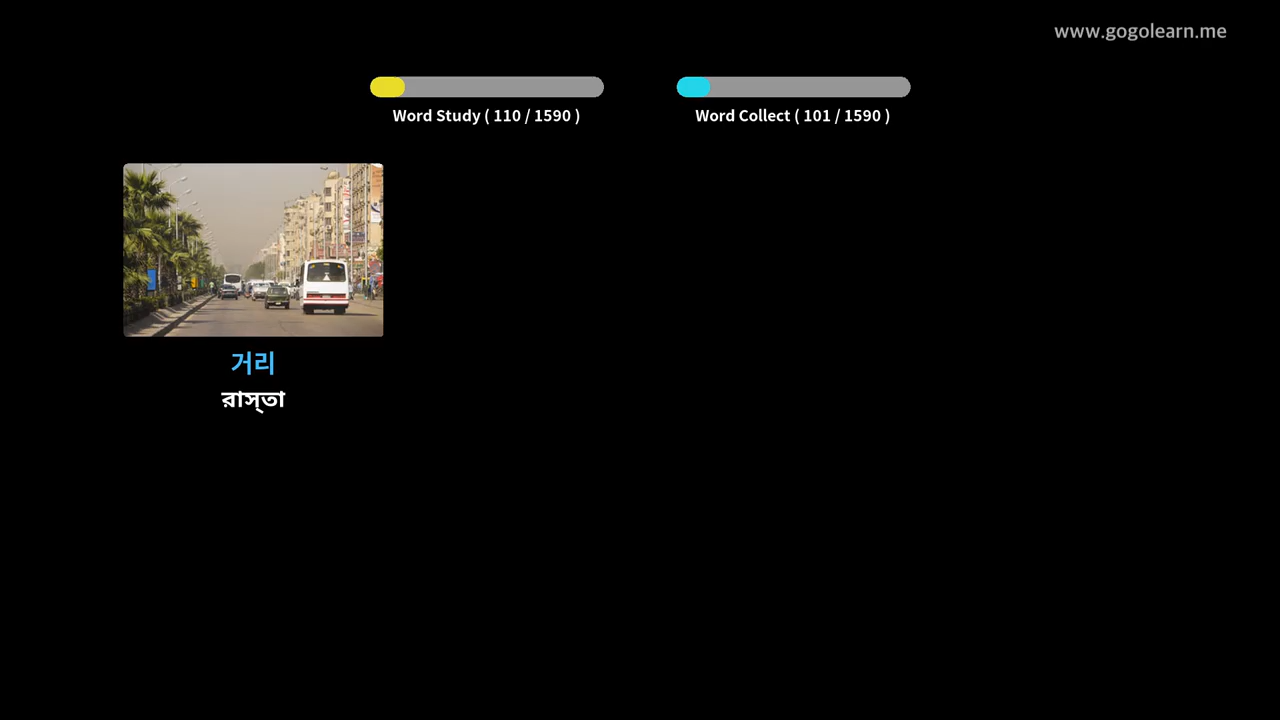 www.gogolearn.me
Word Study ( 110 / 1590 )
Word Collect ( 101 / 1590 )
거리
রাস্তা